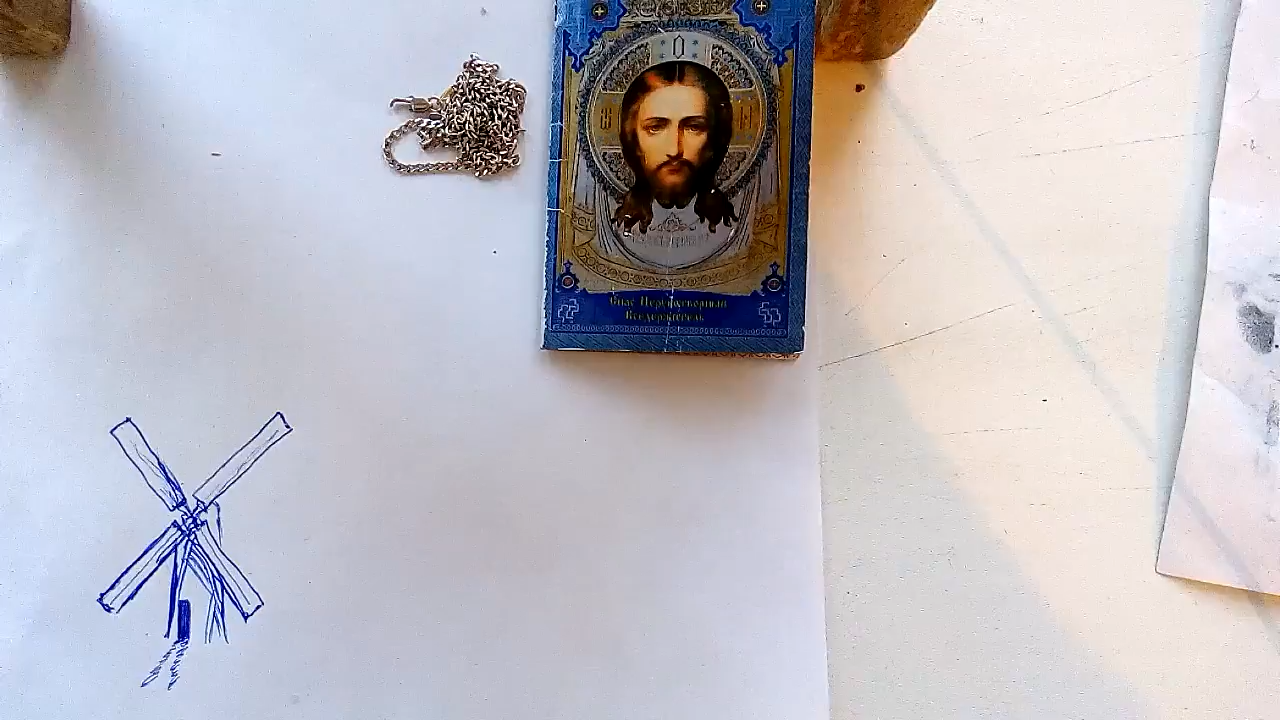 О
Спас Нерукотворный
Вседержитель